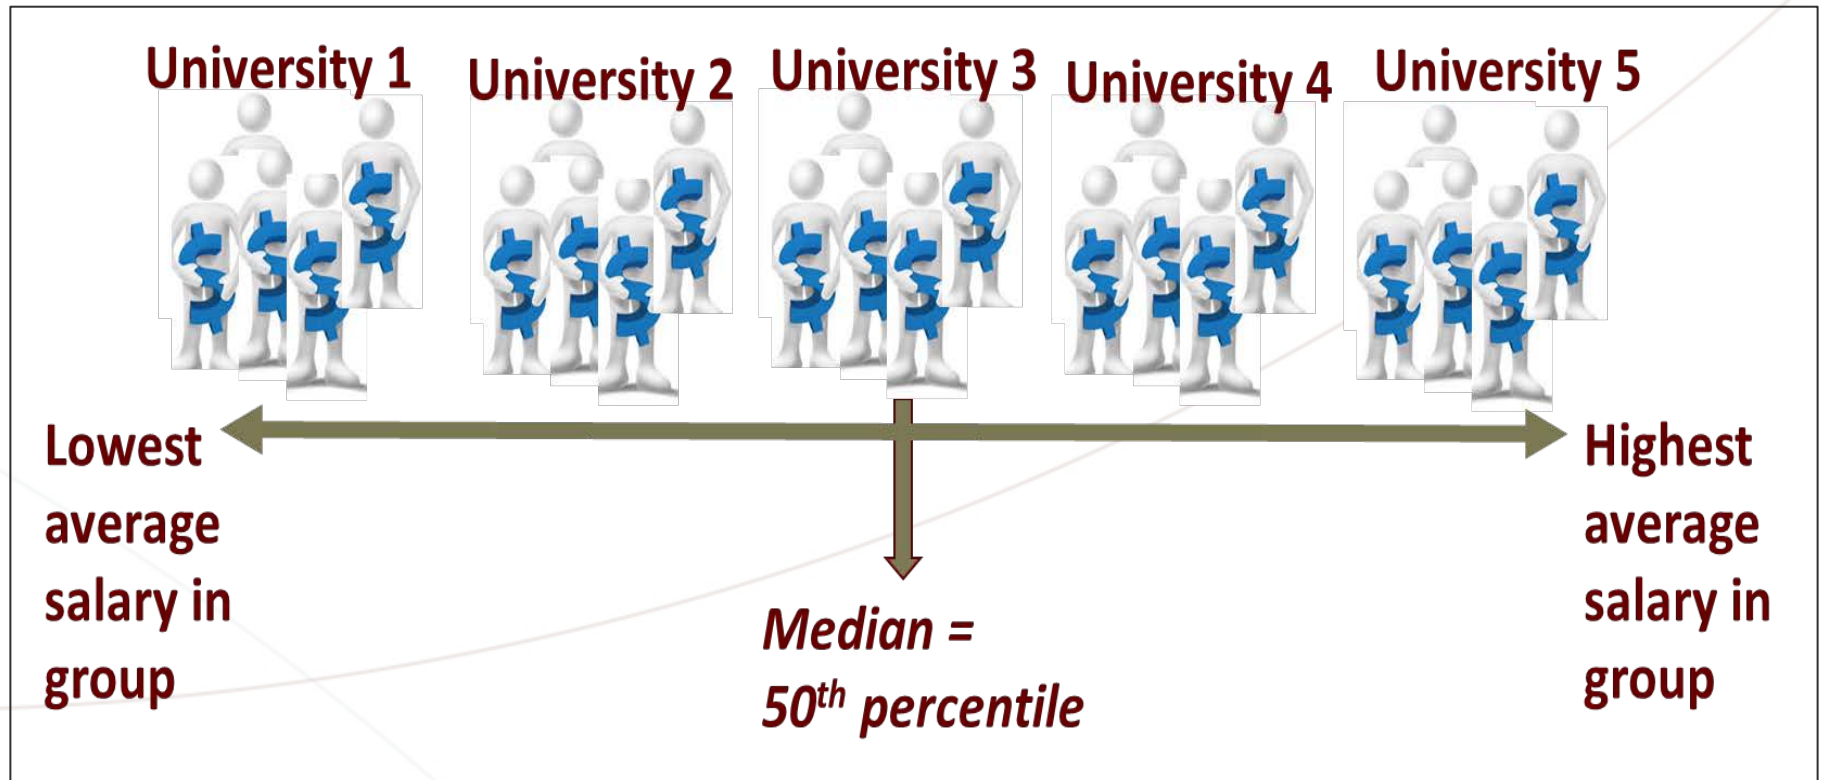 University 1
University 2
University 3
University 4
University 5
Lowest
average
salary in
group
Median =
50th percentile
Highest
average
salary in
group